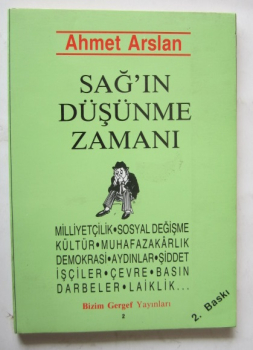 Ahmet Arslan
SAĞ'IN
DÜŞÜNME
ZAMANI
MİLLİYETÇİLİK•SOSYAL DEĞİŞME
KÜLTÜR•MUHAFAZAKÂRLIK
DEMOKRASİ•AYDINLAR•ŞİDDET
İŞÇİLER•ÇEVRE•BASIN
DARBELER•LAİKLİK...
Bizim Gergef Yayınları
2
2. Baskı